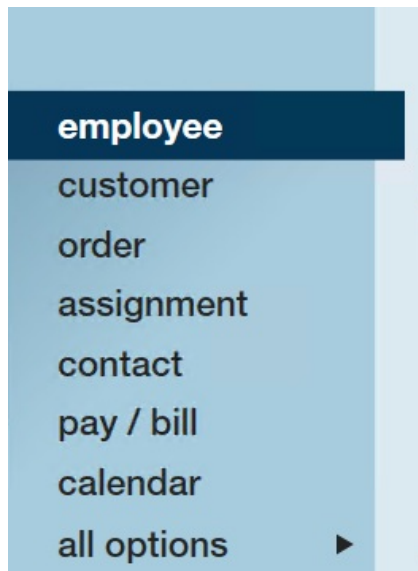 employee
customer
order
assignment
contact
pay / bill
calendar
all options